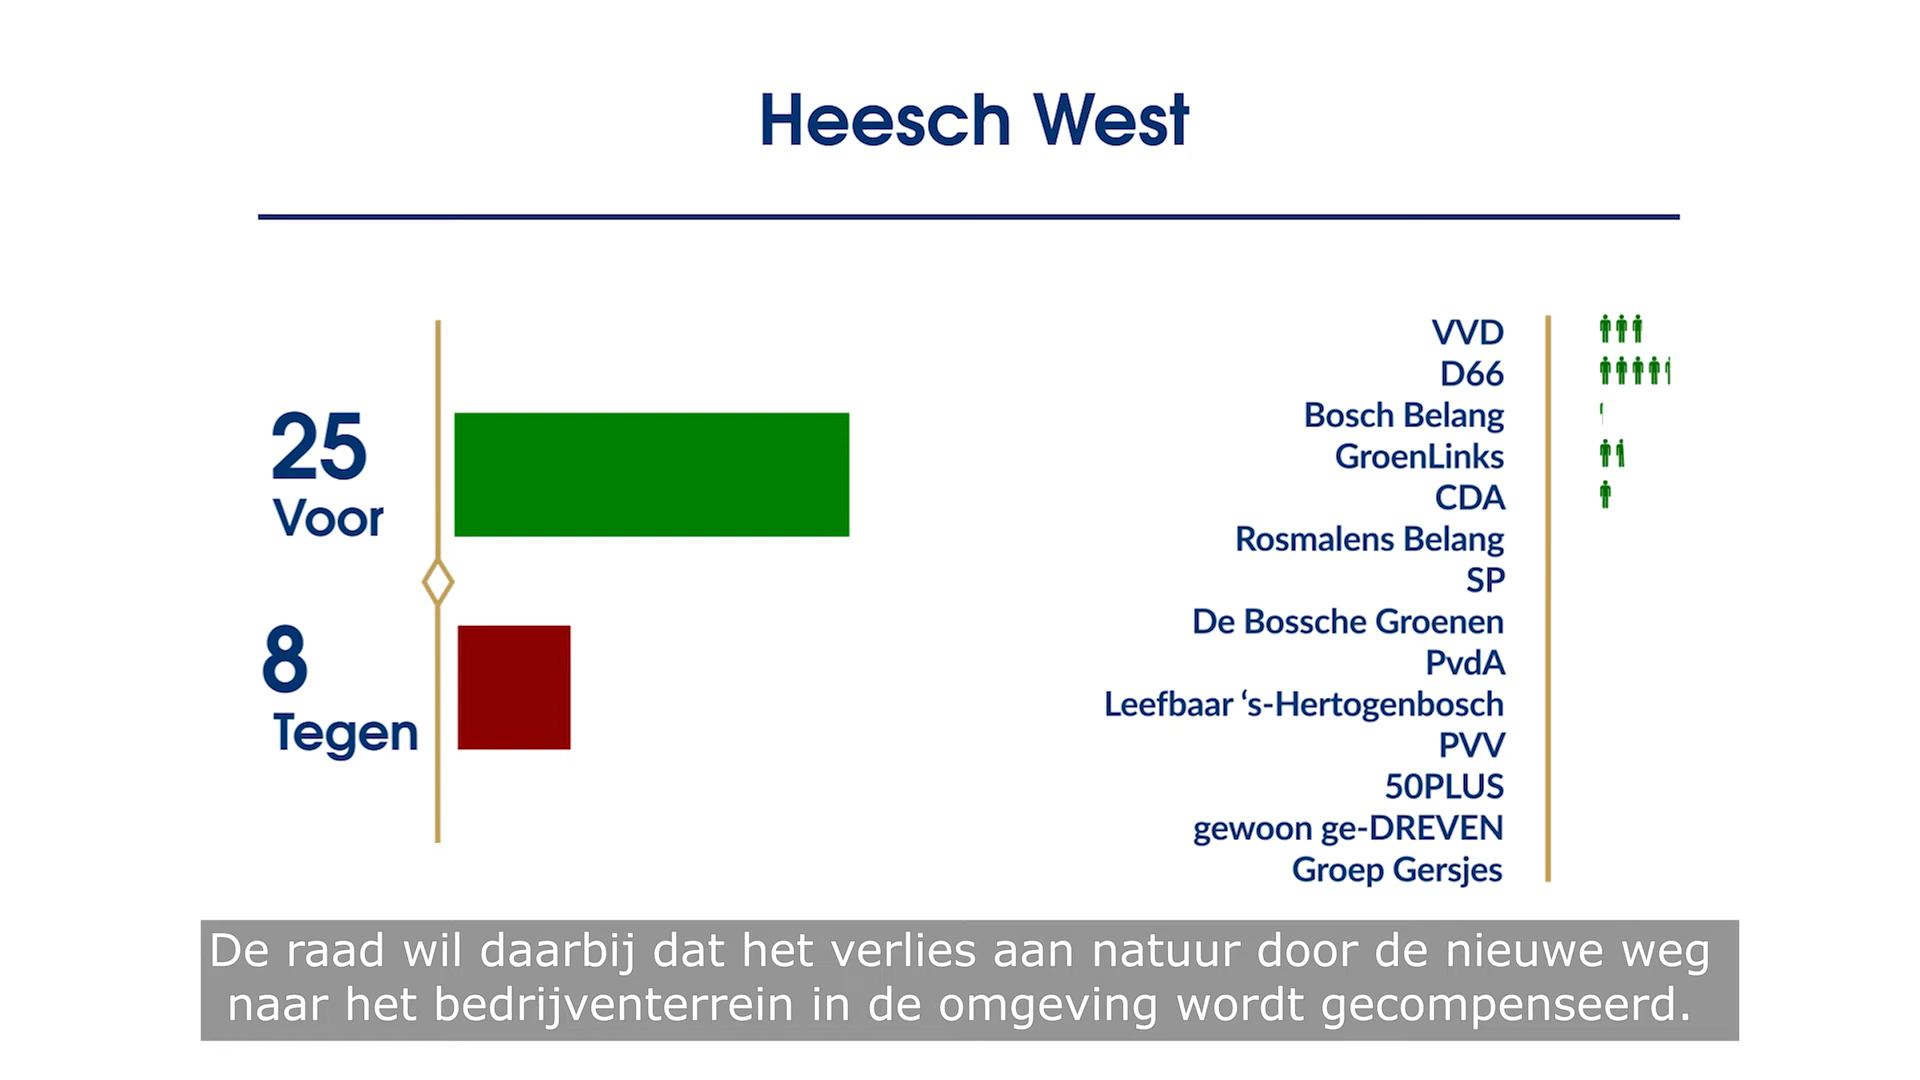 Heesch West
25
Voor
8
Tegen
VVD
D66
Bosch Belang
GroenLinks
CDA
Rosmalens Belang
SP
De Bossche Groenen
PvdA
Leefbaar ‘s-Hertogenbosch
PVV
50PLUS
gewoon ge-DREVEN
Groep Gersjes
De raad wil daarbij dat het verlies aan natuur door de nieuwe weg
naar het bedrijventerrein in de omgeving wordt gecompenseerd.